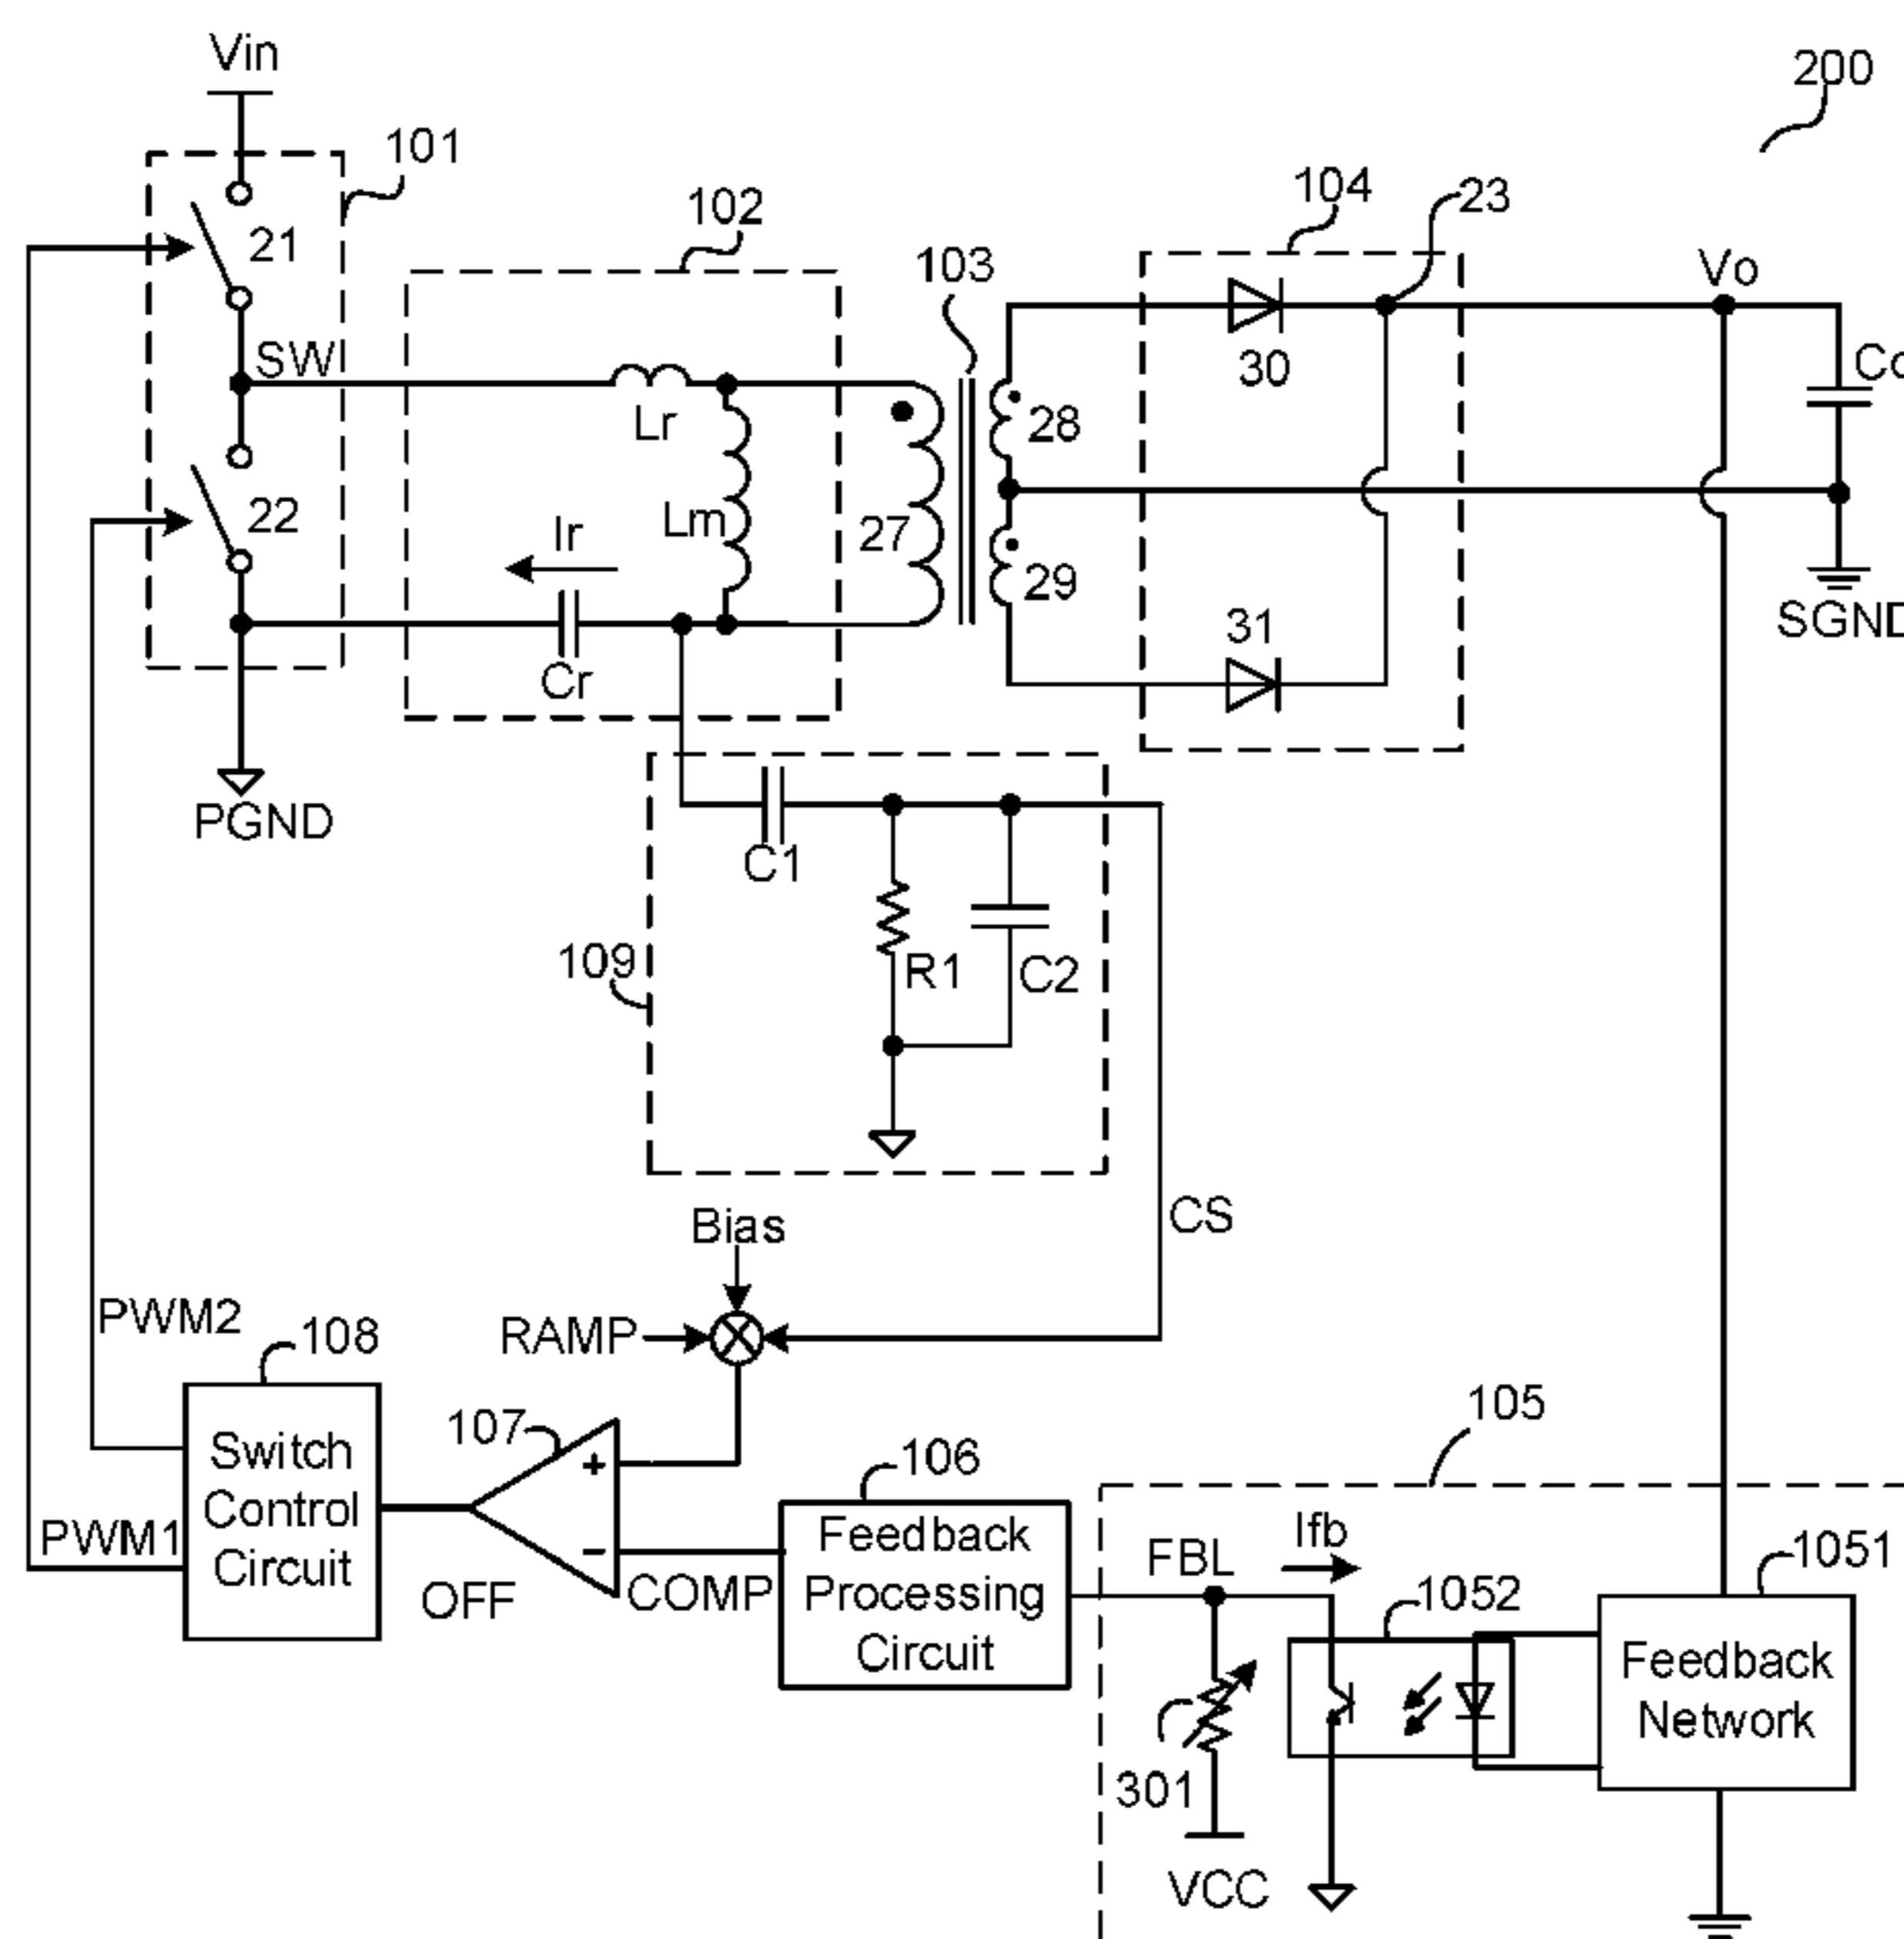 Vin
200
101
104
23
102
21
103
Vo
SW
30
Lr
28
22
Ir
Lm
27
29
SGND
31
Cr
PGND
C1
109
R1
C2
CS
Bias
PWM2
RAMP
108
105
107
106
Switch
Control
Circuit
+
-
Feedback
Processing
Circuit
PWM1
OFF
COMP
FBL
Ifb
1051
1052
Feedback
Network
301
VCC